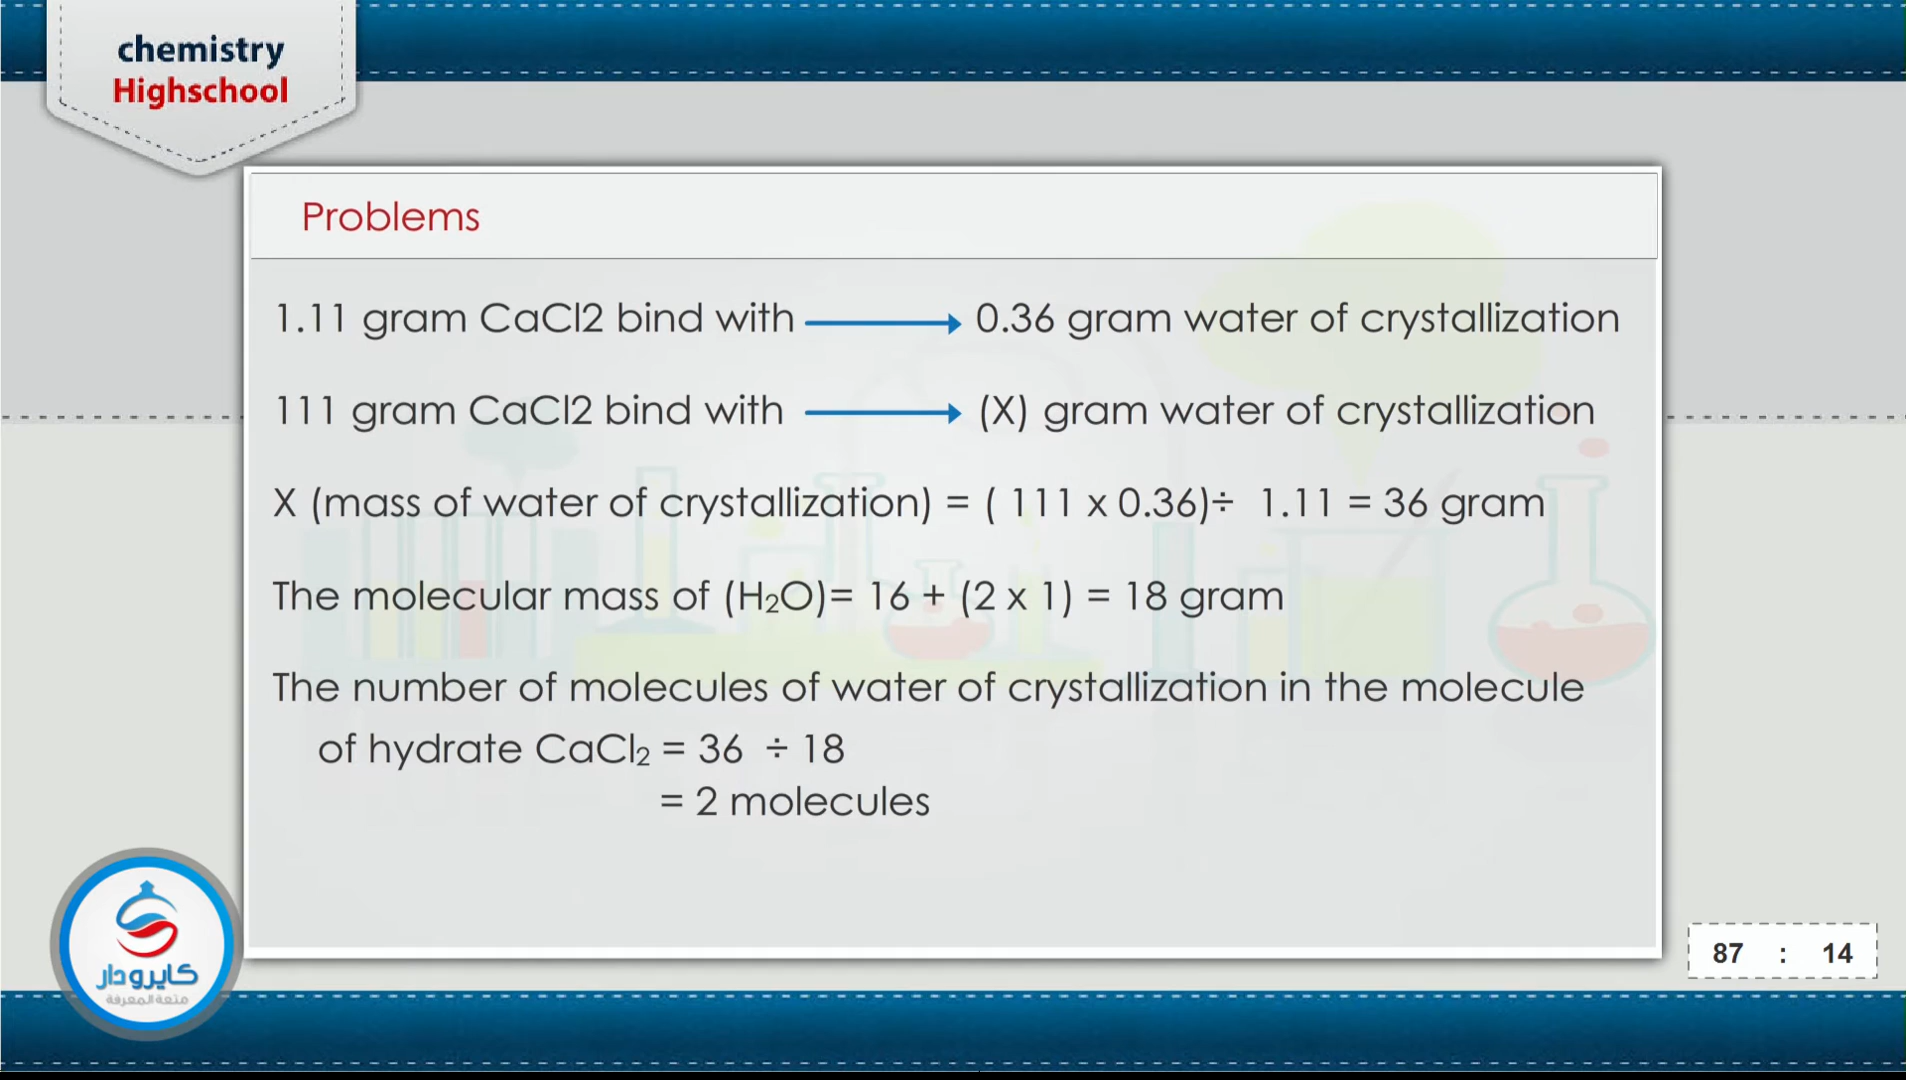 chemistry
Highschool
Problems
1.11 gram CaCl2 bind with → 0.36 gram water of crystallization
111 gram CaCl2 bind with → (X) gram water of crystallization
X (mass of water of crystallization) = ( 111 x 0.36)÷ 1.11 = 36 gram
The molecular mass of (H₂O)= 16 + (2 x 1) = 18 gram
The number of molecules of water of crystallization in the molecule
of hydrate CaCl₂ = 36 ÷ 18
= 2 molecules
كايرودار
متعة المعرفة
87 : 14